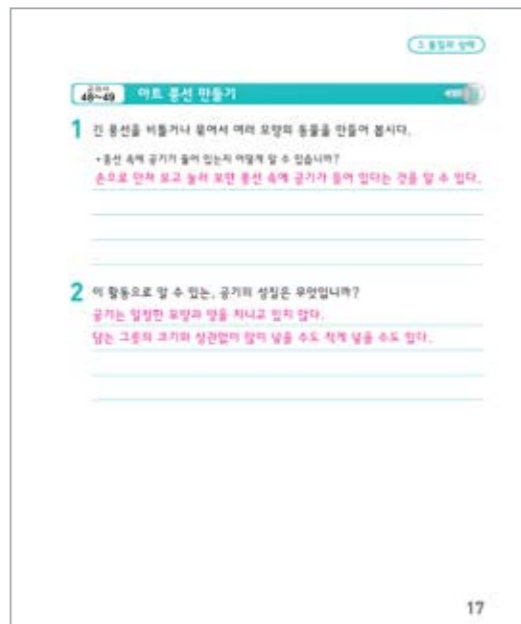 3 물질의 상태
교과서
48~49
아트 풍선 만들기
1 긴 풍선을 비틀거나 묶어서 여러 모양의 동물을 만들어 봅시다.
• 풍선 속에 공기가 들어 있는지 어떻게 알 수 있습니까?
손으로 만져 보고 눌러 보면 풍선 속에 공기가 들어 있다는 것을 알 수 있다.
2 이 활동으로 알 수 있는, 공기의 성질은 무엇입니까?
공기는 일정한 모양과 양을 지니고 있지 않다.
담는 그릇의 크기와 상관없이 많이 넣을 수도 적게 넣을 수도 있다.
17